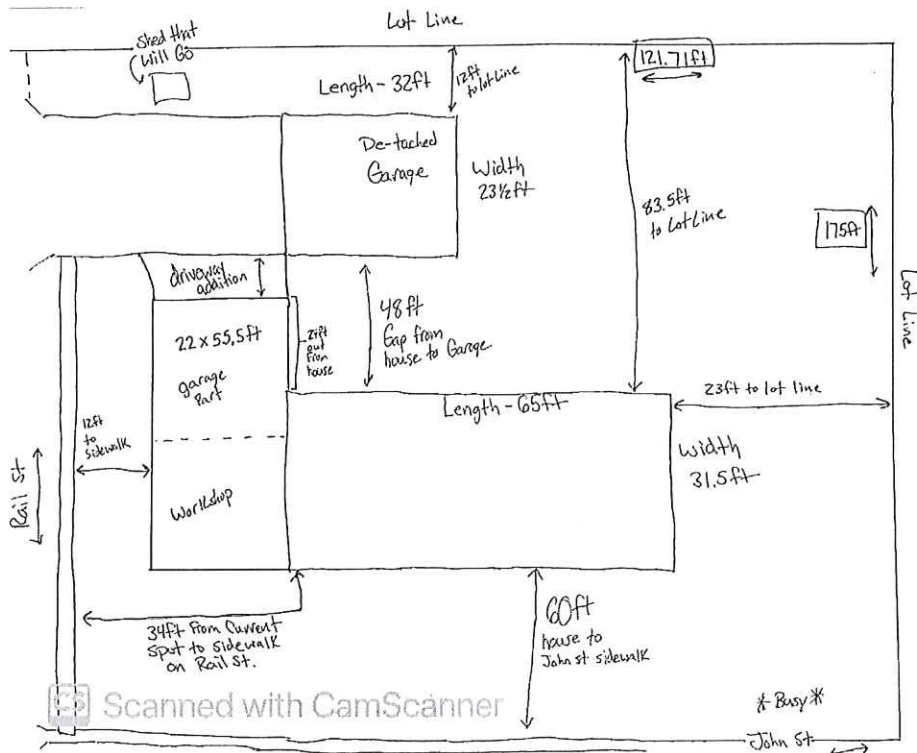 Lot Line
Shed that
Will Go
121.71ft
Length - 32ft
12ft
to lot line
De-tached
Garage
Width
23½ft
83.5ft
to Lot Line
175ft
Lot Line
driveway
addition
48ft
Gap from
house to Garage
24ft
out
from
house
22 x 55.5ft
garage
Part
Length - 65ft
23ft to lot line
12ft
to
sidewalk
Width
31.5ft
Rail St
Workshop
34ft from Current
spot to sidewalk
on Rail St.
60ft
house to
John st sidewalk
CS Scanned with CamScanner
*Busy*
John St.